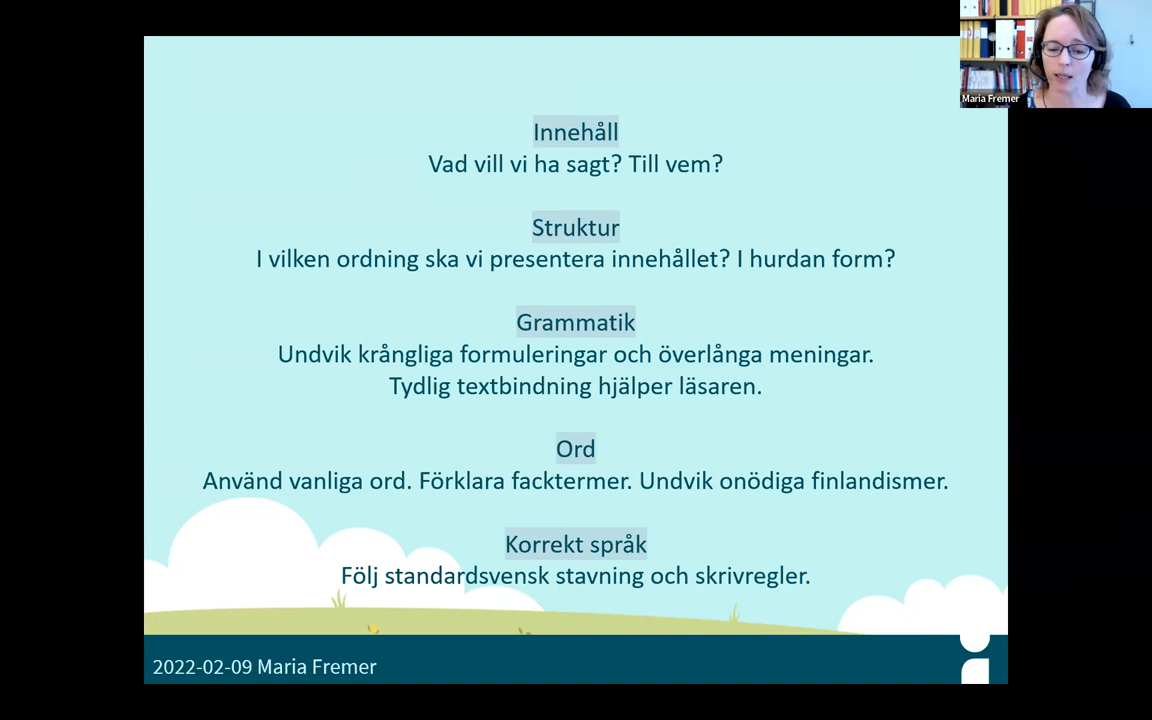 Maria Fremer
Innehåll
Vad vill vi ha sagt? Till vem?
Struktur
I vilken ordning ska vi presentera innehållet? I hurdan form?
Grammatik
Undvik krångliga formuleringar och överlånga meningar.
Tydlig textbindning hjälper läsaren.
Ord
Använd vanliga ord. Förklara facktermer. Undvik onödiga finlandismer.
Korrekt språk
Följ standardsvensk stavning och skrivregler.
2022-02-09 Maria Fremer